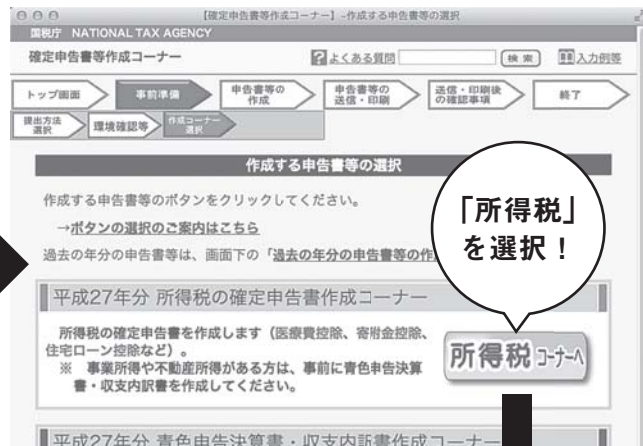 【確定申告書等作成コーナー】-作成する申告書等の選択
国税庁 NATIONAL TAX AGENCY
確定申告書等作成コーナー
よくある質問
検 索
入力例等
トップ画面
事前準備
申告書等の
作成
申告書等の
送信・印刷
送信・印刷後
の確認事項
終了
提出方法
選択
環境確認等
作成コーナー
選択
作成する申告書等の選択
作成する申告書等のボタンをクリックしてください。
→ボタンの選択のご案内はこちら
過去の年分の申告書等は、画面下の「過去の年分の申告書等の作
「所得税」
を選択！
平成27年分 所得税の確定申告書作成コーナー
所得税の確定申告書を作成します（医療費控除、寄附金控除、
住宅ローン控除など）。
※ 事業所得や不動産所得がある方は、事前に青色申告決算
書・収支内訳書を作成してください。
所得税 コーナーへ
平成27年分 青色申告決算書・収支内訳書作成コーナー